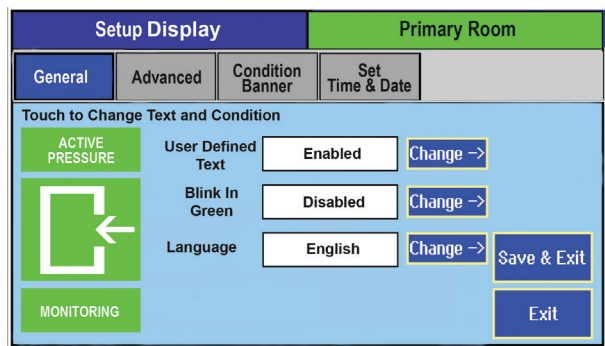 Setup Display
Primary Room
General
Advanced
Condition
Banner
Set
Time & Date
Touch to Change Text and Condition
ACTIVE
PRESSURE
User Defined
Text
Enabled
Change ->
Blink In
Green
Disabled
Change ->
Language
English
Change ->
Save & Exit
MONITORING
Exit